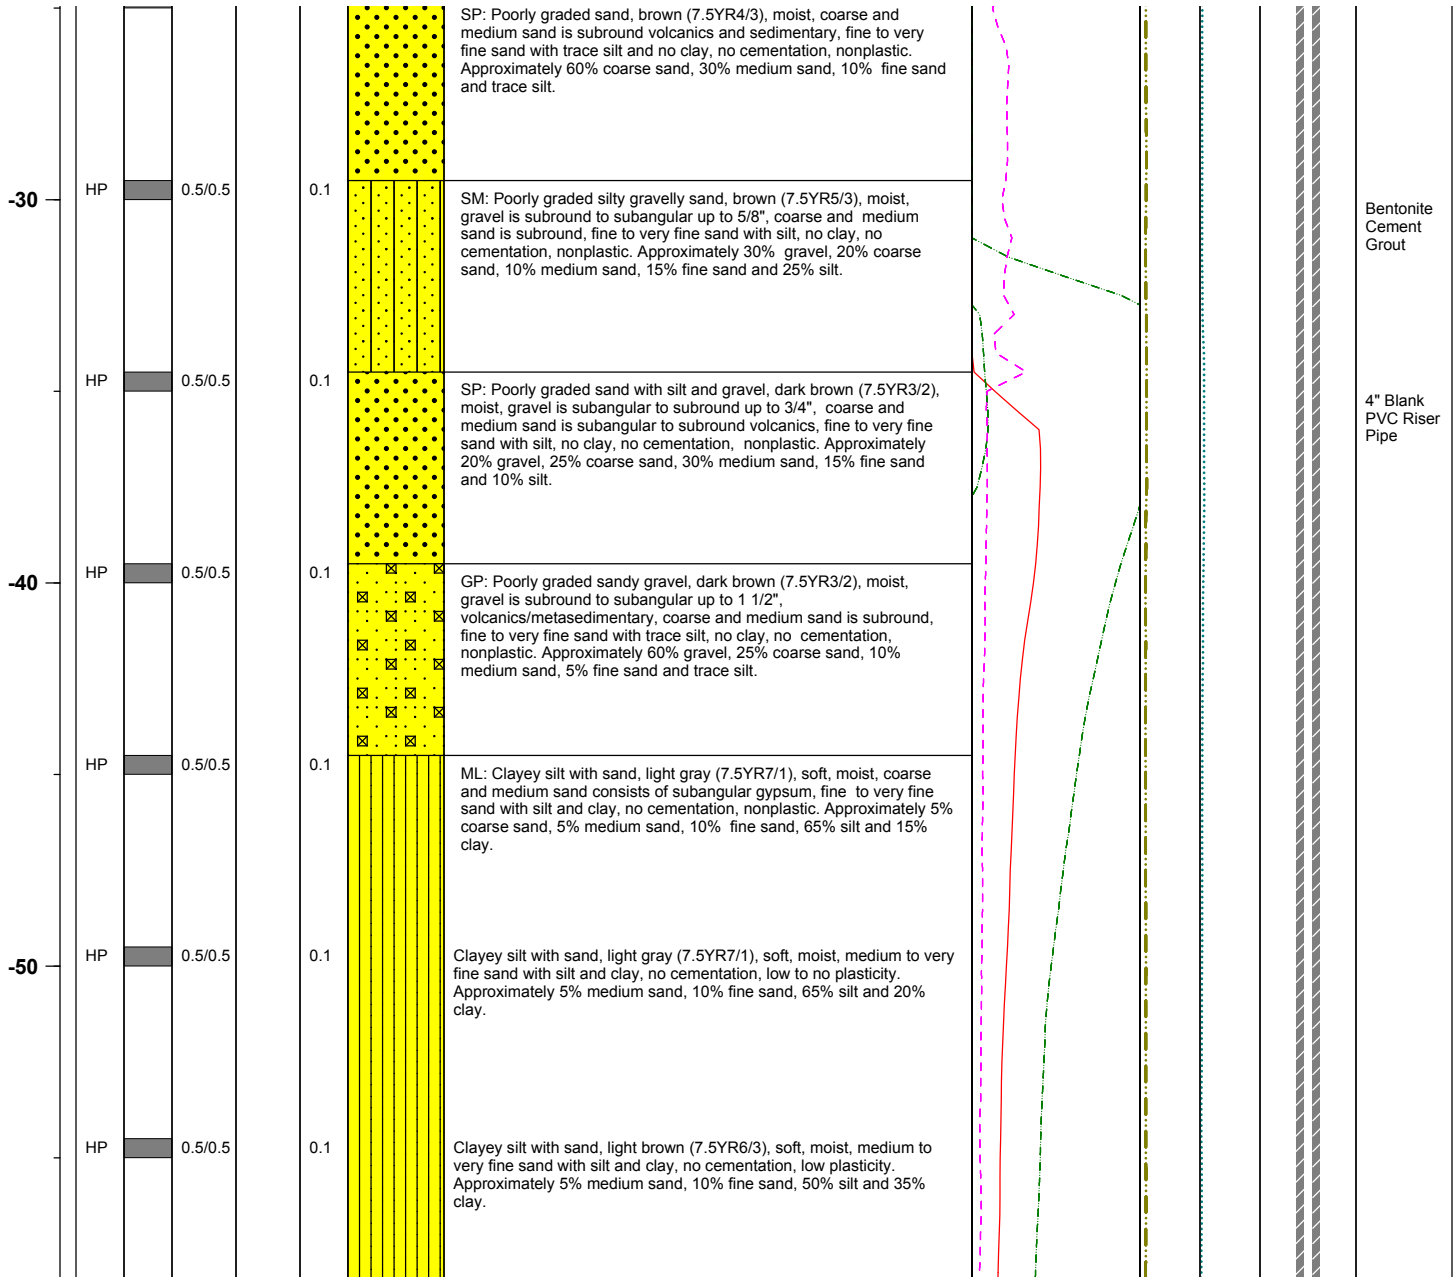 SP: Poorly graded sand, brown (7.5YR4/3), moist, coarse and
medium sand is subround volcanics and sedimentary, fine to very
fine sand with trace silt and no clay, no cementation, nonplastic.
Approximately 60% coarse sand, 30% medium sand, 10% fine sand
and trace silt.
-30
HP
0.5/0.5
0.1
SM: Poorly graded silty gravelly sand, brown (7.5YR5/3), moist,
gravel is subround to subangular up to 5/8", coarse and medium
sand is subround, fine to very fine sand with silt, no clay, no
cementation, nonplastic. Approximately 30% gravel, 20% coarse
sand, 10% medium sand, 15% fine sand and 25% silt.
Bentonite
Cement
Grout
HP
0.5/0.5
0.1
SP: Poorly graded sand with silt and gravel, dark brown (7.5YR3/2),
moist, gravel is subangular to subround up to 3/4", coarse and
medium sand is subangular to subround volcanics, fine to very fine
sand with silt, no clay, no cementation, nonplastic. Approximately
20% gravel, 25% coarse sand, 30% medium sand, 15% fine sand
and 10% silt.
4" Blank
PVC Riser
Pipe
-40
HP
0.5/0.5
0.1
GP: Poorly graded sandy gravel, dark brown (7.5YR3/2), moist,
gravel is subround to subangular up to 1 1/2",
volcanics/metasedimentary, coarse and medium sand is subround,
fine to very fine sand with trace silt, no clay, no cementation,
nonplastic. Approximately 60% gravel, 25% coarse sand, 10%
medium sand, 5% fine sand and trace silt.
HP
0.5/0.5
0.1
ML: Clayey silt with sand, light gray (7.5YR7/1), soft, moist, coarse
and medium sand consists of subangular gypsum, fine to very fine
sand with silt and clay, no cementation, nonplastic. Approximately 5%
coarse sand, 5% medium sand, 10% fine sand, 65% silt and 15%
clay.
-50
HP
0.5/0.5
0.1
Clayey silt with sand, light gray (7.5YR7/1), soft, moist, medium to very
fine sand with silt and clay, no cementation, low to no plasticity.
Approximately 5% medium sand, 10% fine sand, 65% silt and 20%
clay.
HP
0.5/0.5
0.1
Clayey silt with sand, light brown (7.5YR6/3), soft, moist, medium to
very fine sand with silt and clay, no cementation, low plasticity.
Approximately 5% medium sand, 10% fine sand, 50% silt and 35%
clay.